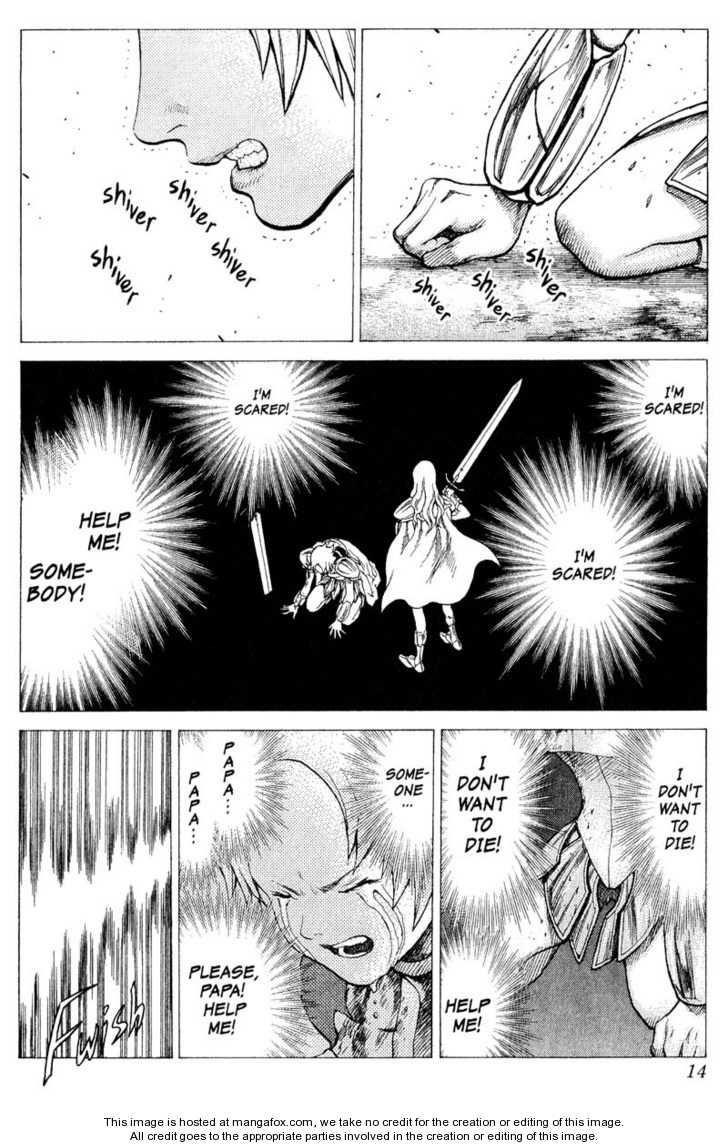 shiver
shiver
shiver
shiver
shiver
shiver
shiver
I'M
SCARED!
I'M
SCARED!
I'M
SCARED!
HELP
ME!
SOME-
BODY!
I
DON'T
WANT
TO
DIE!
I
DON'T
WANT
TO
DIE!
HELP
ME!
SOME-
ONE
...
PAPA...
PAPA...
PLEASE,
PAPA!
HELP
ME!
Fwish
14
This image is hosted at mangafox.com, we take no credit for the creation or editing of this image.
All credit goes to the appropriate parties involved in the creation or editing of this image.